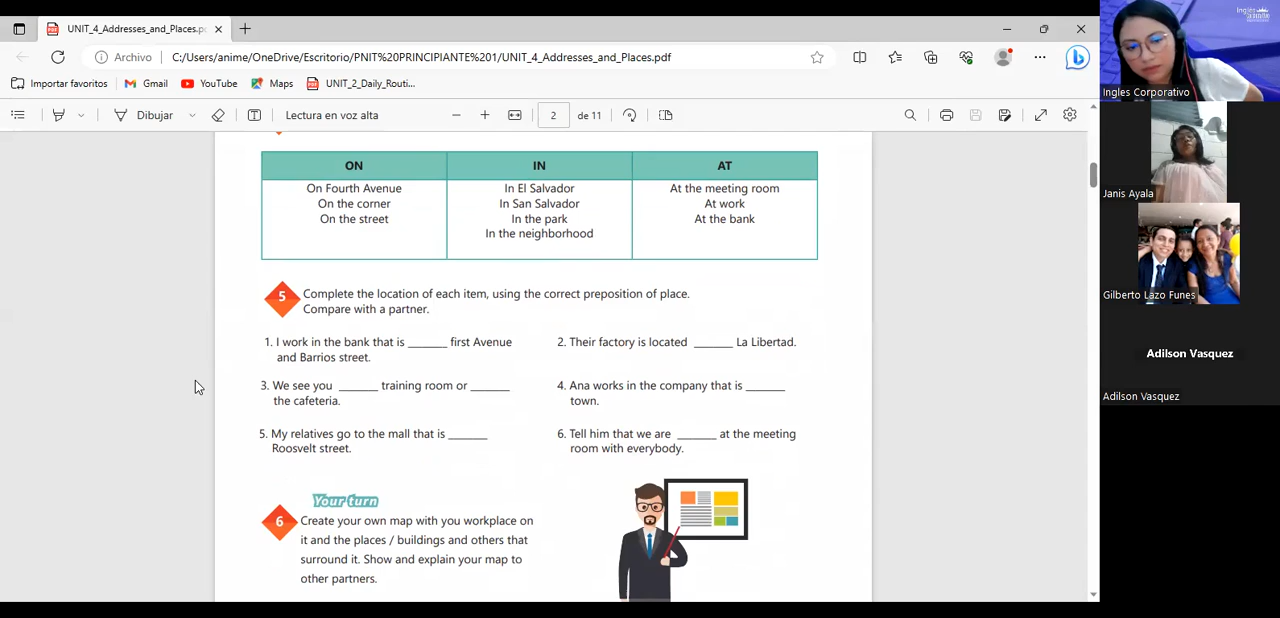 UNIT_4_Addresses_and_Places.pc
Archivo C:/Users/anime/OneDrive/Escritorio/PNIT%20PRINCIPIANTE%201/UNIT_4_Addresses_and_Places.pdf
Importar favoritos Gmail YouTube Maps UNIT_2_Daily_Routi...
Dibujar Lectura en voz alta 2 de 11
ON IN AT
On Fourth Avenue In El Salvador At the meeting room
On the corner In San Salvador At work
On the street In the park At the bank
In the neighborhood
5 Complete the location of each item, using the correct preposition of place.
Compare with a partner.
1. I work in the bank that is ______ first Avenue
and Barrios street.
2. Their factory is located ______ La Libertad.
3. We see you ______ training room or ______
the cafeteria.
4. Ana works in the company that is ______
town.
5. My relatives go to the mall that is ______
Roosvelt street.
6. Tell him that we are ______ at the meeting
room with everybody.
Your turn
6 Create your own map with you workplace on
it and the places / buildings and others that
surround it. Show and explain your map to
other partners.
Ingles Corporativo
Janis Ayala
Gilberto Lazo Funes
Adilson Vasquez
Adilson Vasquez